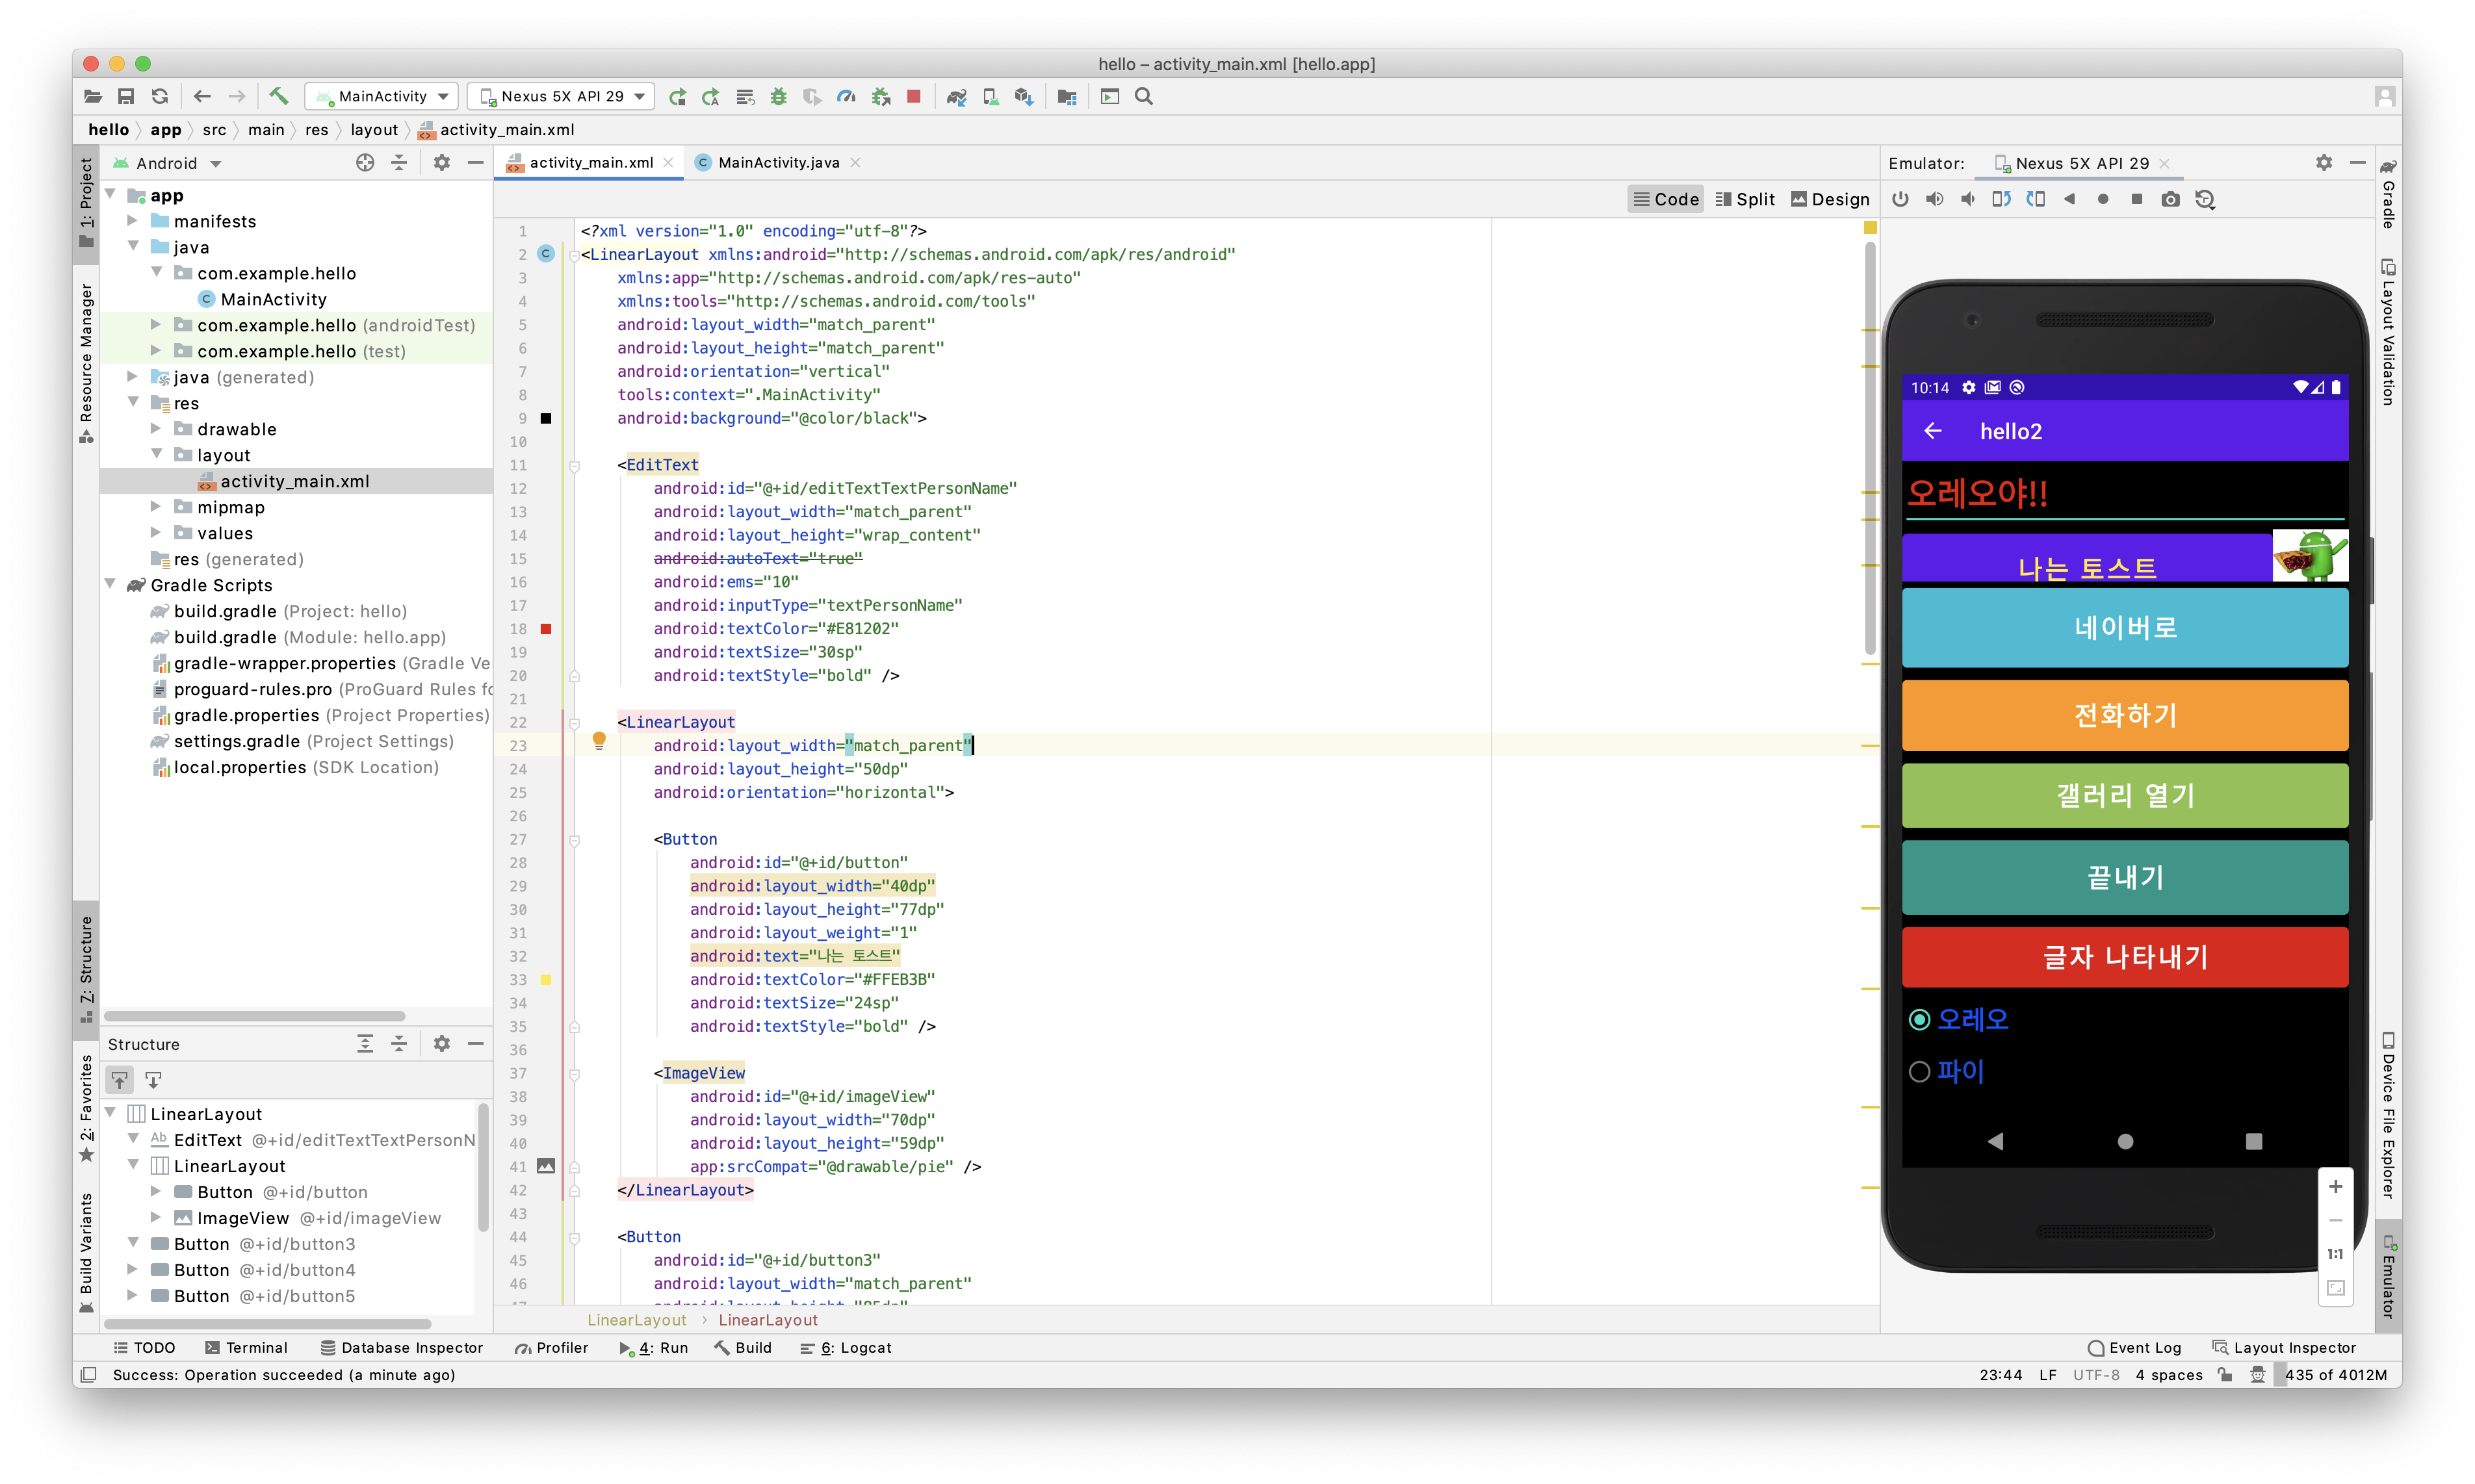 hello – activity_main.xml [hello.app]
MainActivity
Nexus 5X API 29
hello
app
src
main
res
layout
activity_main.xml
1: Project
Resource Manager
7: Structure
2: Favorites
Build Variants
Android
app
manifests
java
com.example.hello
MainActivity
com.example.hello (androidTest)
com.example.hello (test)
java (generated)
res
drawable
layout
activity_main.xml
mipmap
values
res (generated)
Gradle Scripts
build.gradle (Project: hello)
build.gradle (Module: hello.app)
gradle-wrapper.properties (Gradle Ve
proguard-rules.pro (ProGuard Rules fo
gradle.properties (Project Properties)
settings.gradle (Project Settings)
local.properties (SDK Location)
Structure
LinearLayout
EditText @+id/editTextTextPersonN
LinearLayout
Button @+id/button
ImageView @+id/imageView
Button @+id/button3
Button @+id/button4
Button @+id/button5
activity_main.xml
MainActivity.java
Code
Split
Design
1 <?xml version="1.0" encoding="utf-8"?>
2 <LinearLayout xmlns:android="http://schemas.android.com/apk/res/android"
3 xmlns:app="http://schemas.android.com/apk/res-auto"
4 xmlns:tools="http://schemas.android.com/tools"
5 android:layout_width="match_parent"
6 android:layout_height="match_parent"
7 android:orientation="vertical"
8 tools:context=".MainActivity"
9 android:background="@color/black">
10
11 <EditText
12 android:id="@+id/editTextTextPersonName"
13 android:layout_width="match_parent"
14 android:layout_height="wrap_content"
15 android:autoText="true"
16 android:ems="10"
17 android:inputType="textPersonName"
18 android:textColor="#E81202"
19 android:textSize="30sp"
20 android:textStyle="bold" />
21
22 <LinearLayout
23 android:layout_width="match_parent"
24 android:layout_height="50dp"
25 android:orientation="horizontal">
26
27 <Button
28 android:id="@+id/button"
29 android:layout_width="40dp"
30 android:layout_height="77dp"
31 android:layout_weight="1"
32 android:text="나는 토스트"
33 android:textColor="#FFEB3B"
34 android:textSize="24sp"
35 android:textStyle="bold" />
36
37 <ImageView
38 android:id="@+id/imageView"
39 android:layout_width="70dp"
40 android:layout_height="59dp"
41 app:srcCompat="@drawable/pie" />
42 </LinearLayout>
43
44 <Button
45 android:id="@+id/button3"
46 android:layout_width="match_parent"
LinearLayout › LinearLayout
Emulator:
Nexus 5X API 29
10:14
hello2
오레오야!!
나는 토스트
네이버로
전화하기
갤러리 열기
끝내기
글자 나타내기
오레오
파이
1:1
Gradle
Layout Validation
Device File Explorer
Emulator
TODO
Terminal
Database Inspector
Profiler
4: Run
Build
6: Logcat
Event Log
Layout Inspector
Success: Operation succeeded (a minute ago)
23:44 LF UTF-8 4 spaces
435 of 4012M